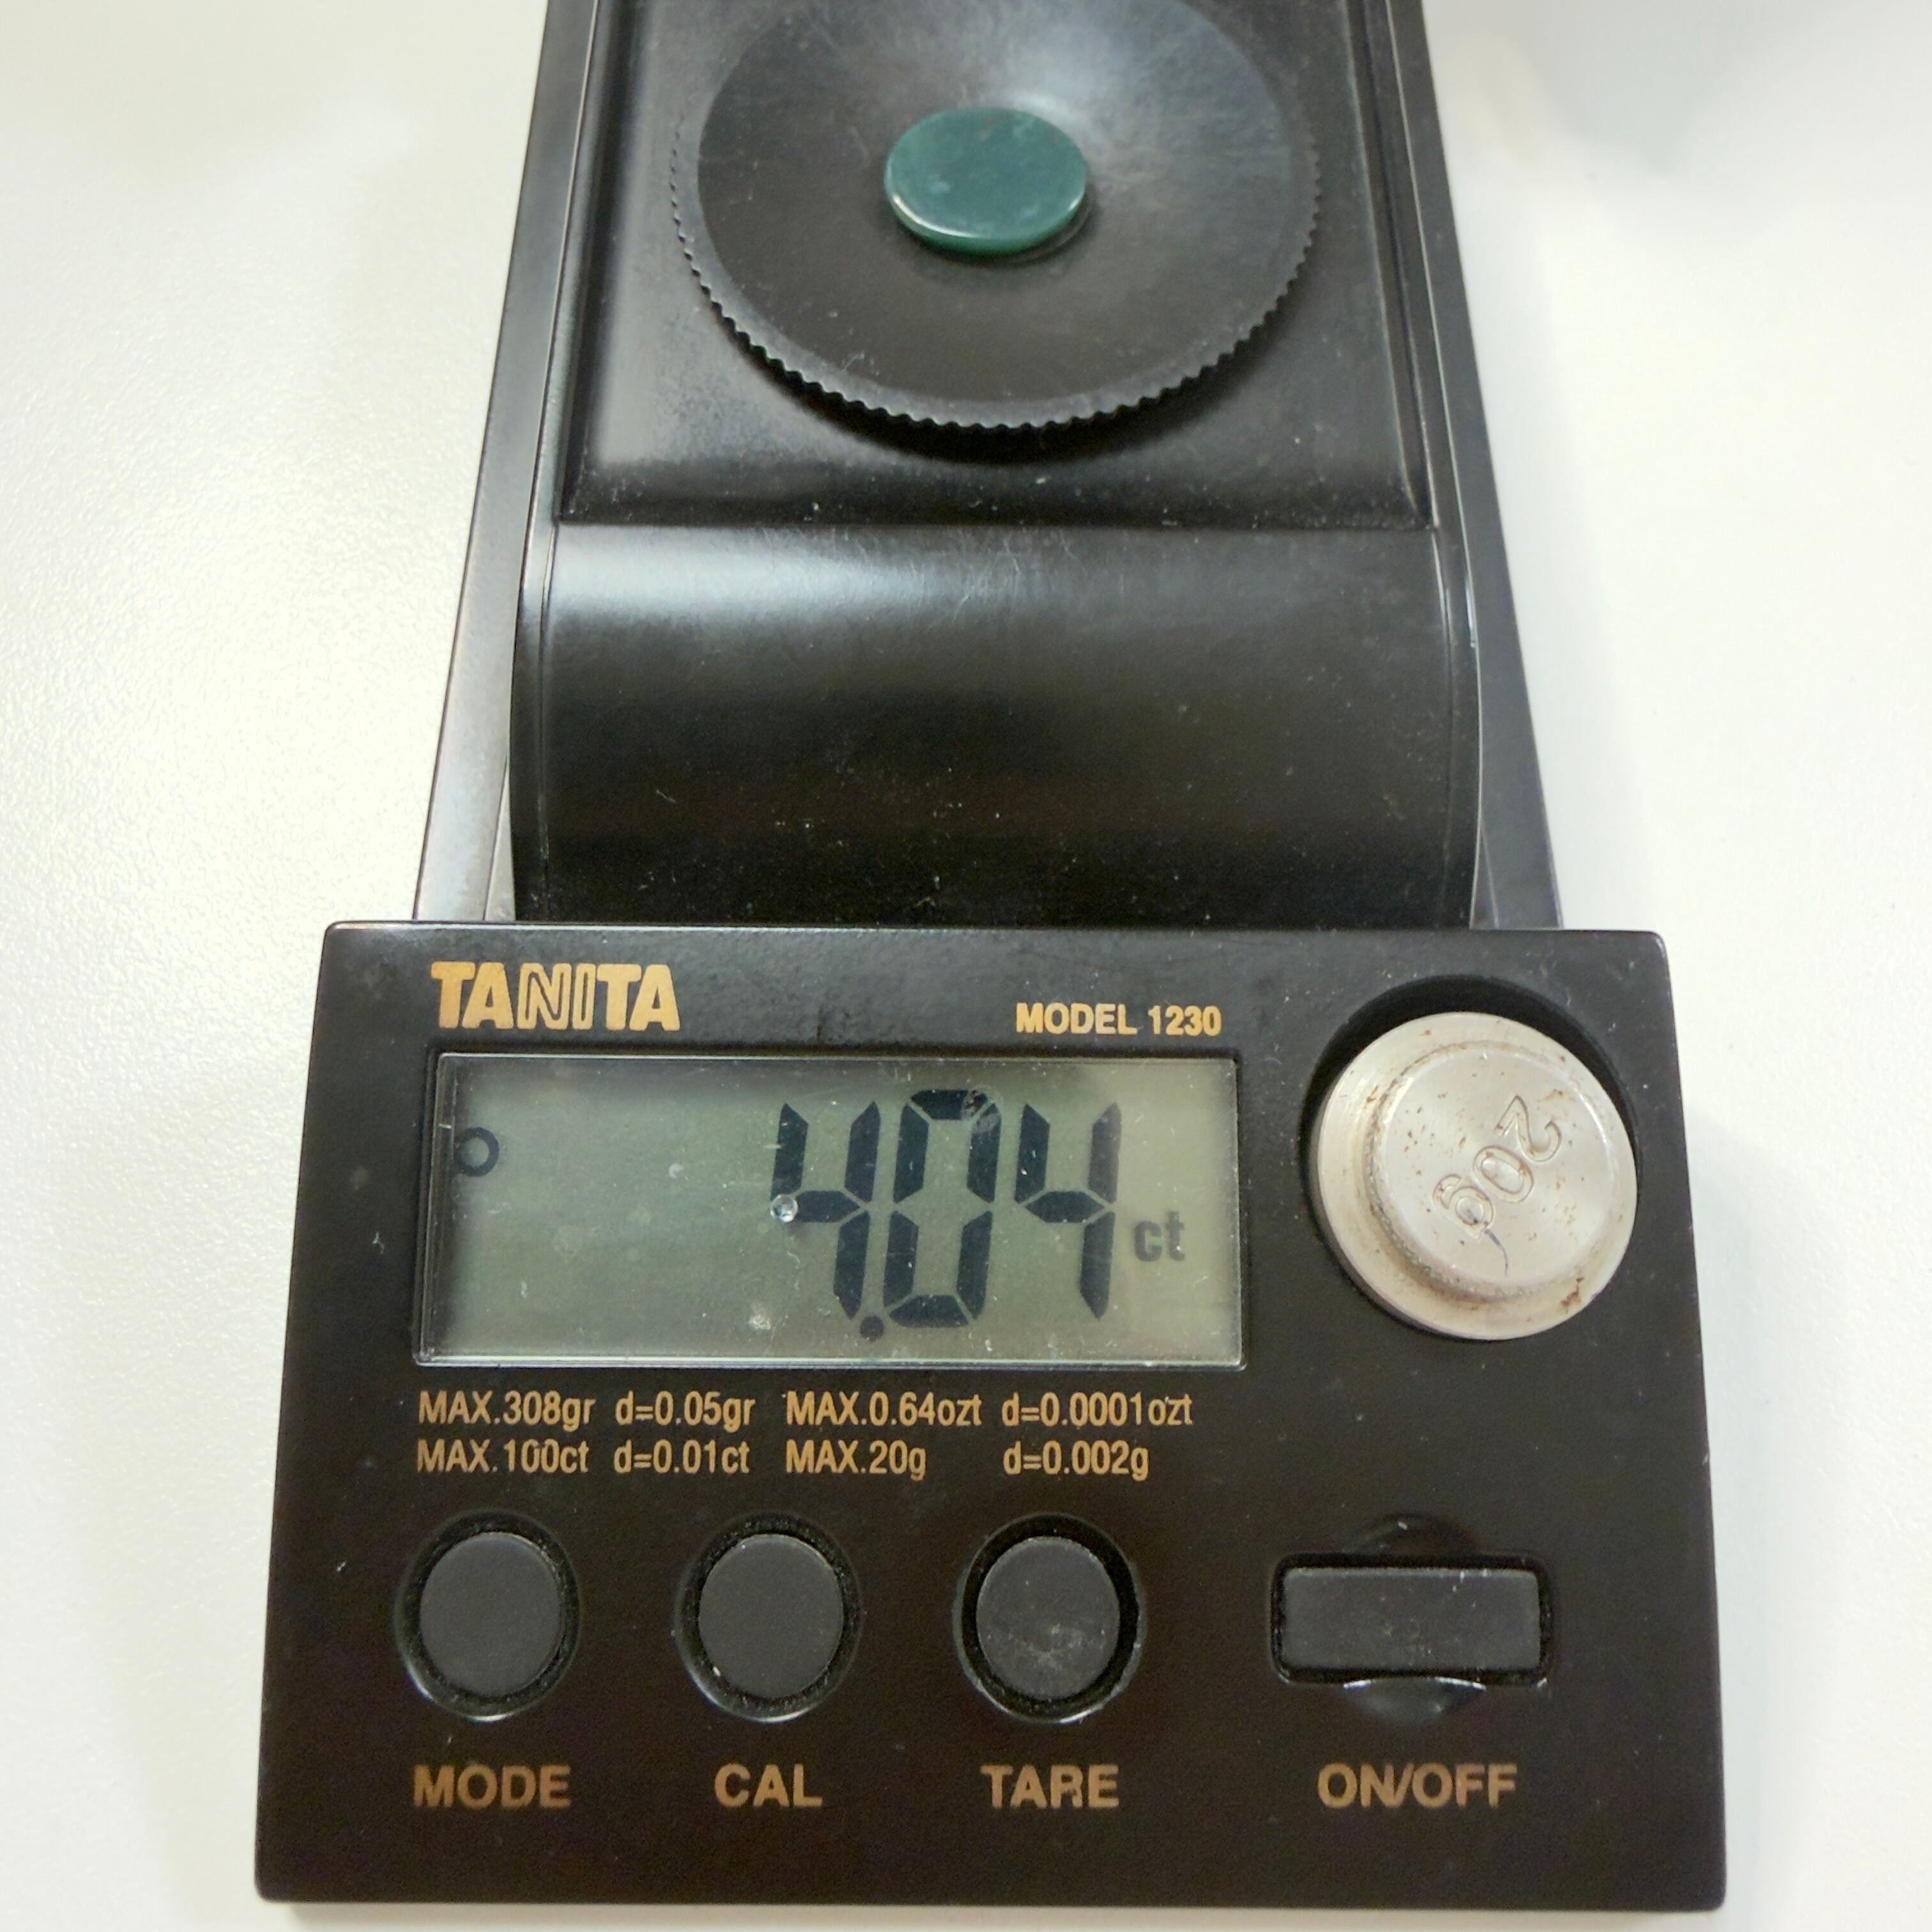 TANITA
MODEL 1230
4.04 ct
20g
MAX.308gr d=0.05gr MAX.0.64ozt d=0.0001ozt
MAX.100ct d=0.01ct MAX.20g d=0.002g
MODE CAL TARE ON/OFF